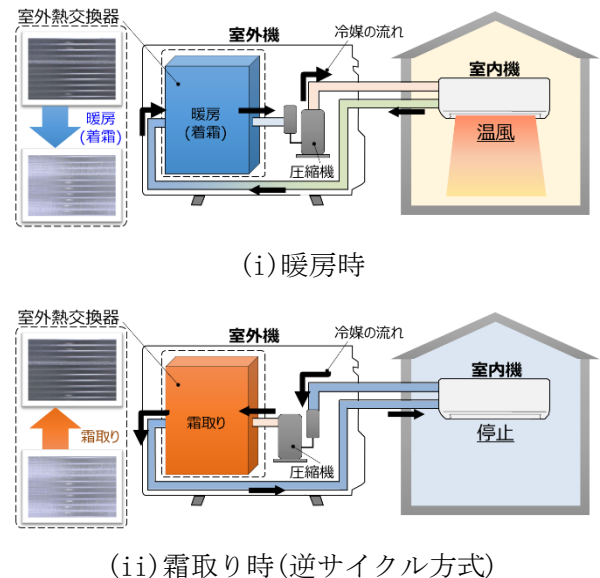 室外熱交換器
室外機
冷媒の流れ
室内機
暖房
(着霜)
暖房
(着霜)
温風
圧縮機
(i)暖房時
室外熱交換器
室外機
冷媒の流れ
室内機
霜取り
霜取り
停止
圧縮機
(ii)霜取り時(逆サイクル方式)